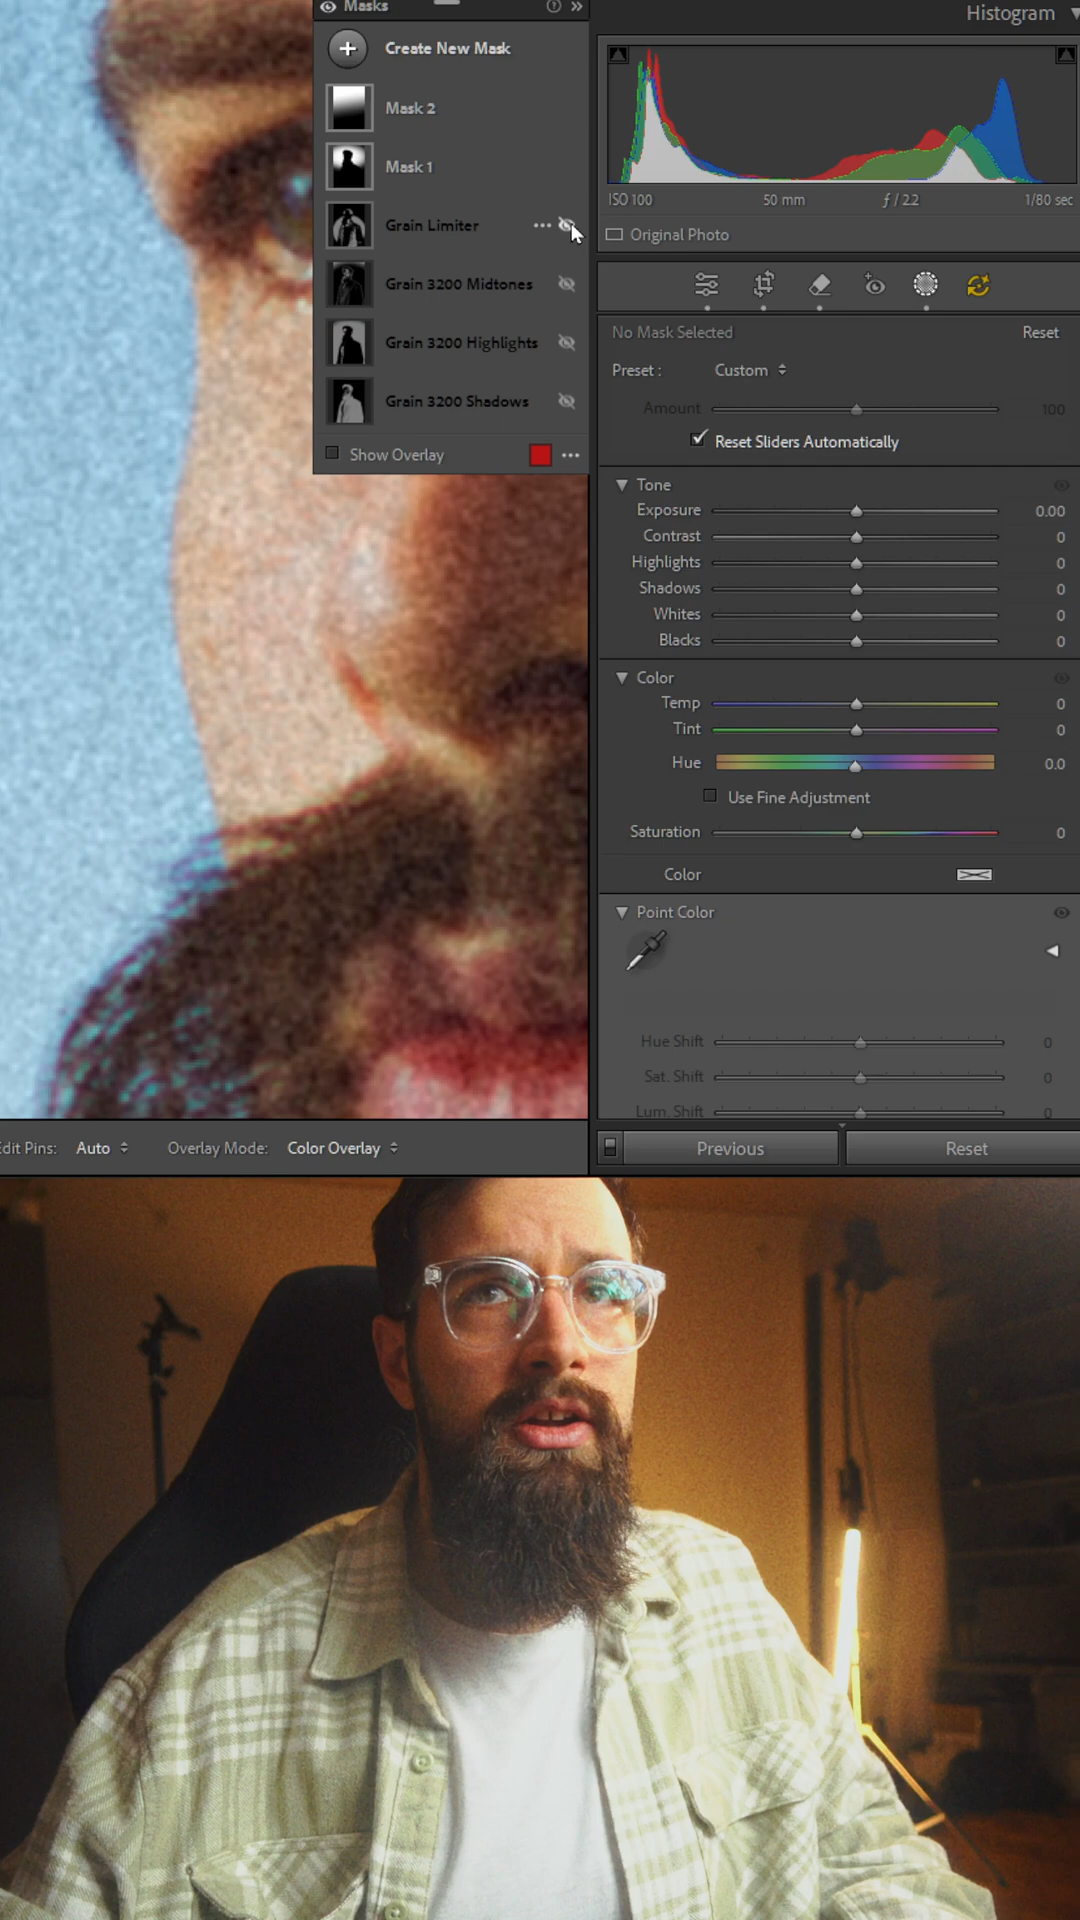 Masks
Create New Mask
Mask 2
Mask 1
Grain Limiter
Grain 3200 Midtones
Grain 3200 Highlights
Grain 3200 Shadows
Show Overlay
Histogram
ISO 100 50 mm ƒ / 22 1/80 sec
Original Photo
No Mask Selected Reset
Preset : Custom
Amount 100
Reset Sliders Automatically
Tone
Exposure 0.00
Contrast 0
Highlights 0
Shadows 0
Whites 0
Blacks 0
Color
Temp 0
Tint 0
Hue 0.0
Use Fine Adjustment
Saturation 0
Color
Point Color
Hue Shift 0
Sat. Shift 0
Lum. Shift 0
Edit Pins: Auto Overlay Mode: Color Overlay
Previous Reset